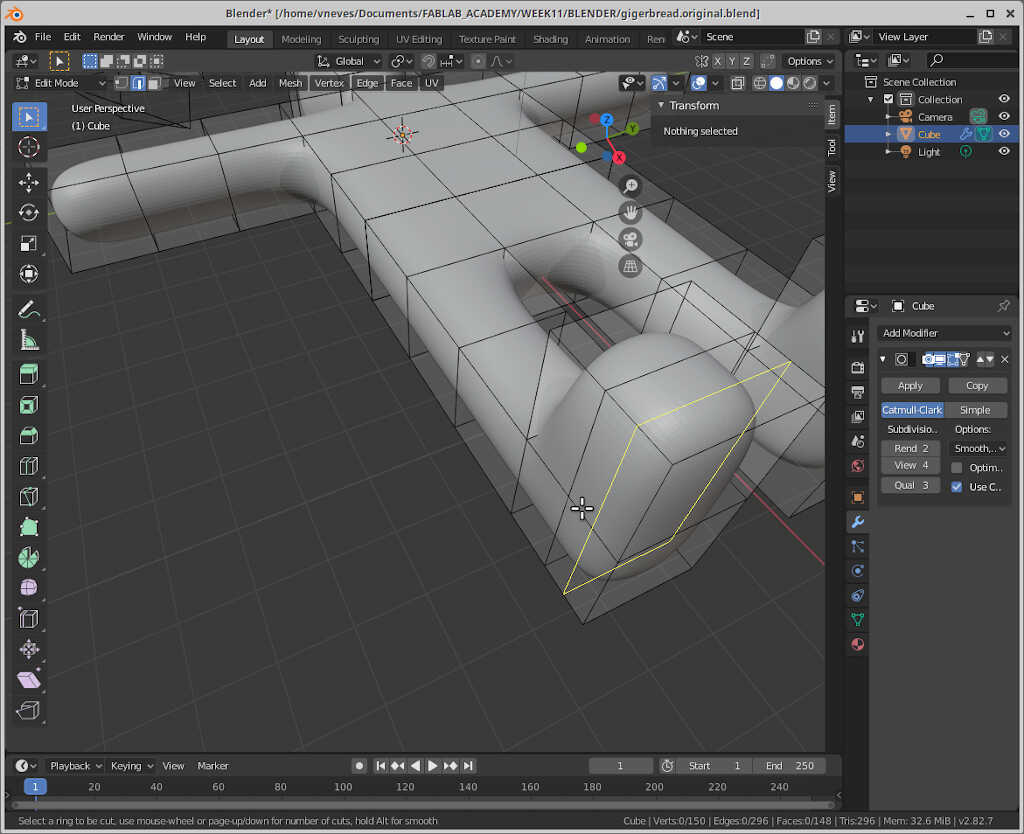 Blender* [/home/vneves/Documents/FABLAB_ACADEMY/WEEK11/BLENDER/gigerbread.original.blend]
File Edit Render Window Help Layout Modeling Sculpting UV Editing Texture Paint Shading Animation Ren Scene View Layer
Global X Y Z Options
Edit Mode View Select Add Mesh Vertex Edge Face UV
User Perspective
(1) Cube
Transform
Nothing selected
Item
Tool
View
Z
Y
X
Scene Collection
Collection
Camera
Cube
Light
Cube
Add Modifier
Apply Copy
Catmull-Clark Simple
Subdivisio.. Options:
Rend 2 Smooth,..
View 4 Optim..
Qual 3 Use C..
Playback Keying View Marker 1 Start 1 End 250
1 20 40 60 80 100 120 140 160 180 200 220 240
Select a ring to be cut, use mouse-wheel or page-up/down for number of cuts, hold Alt for smooth Cube | Verts:0/150 | Edges:0/296 | Faces:0/148 | Tris:296 | Mem: 32.6 MiB | v2.82.7